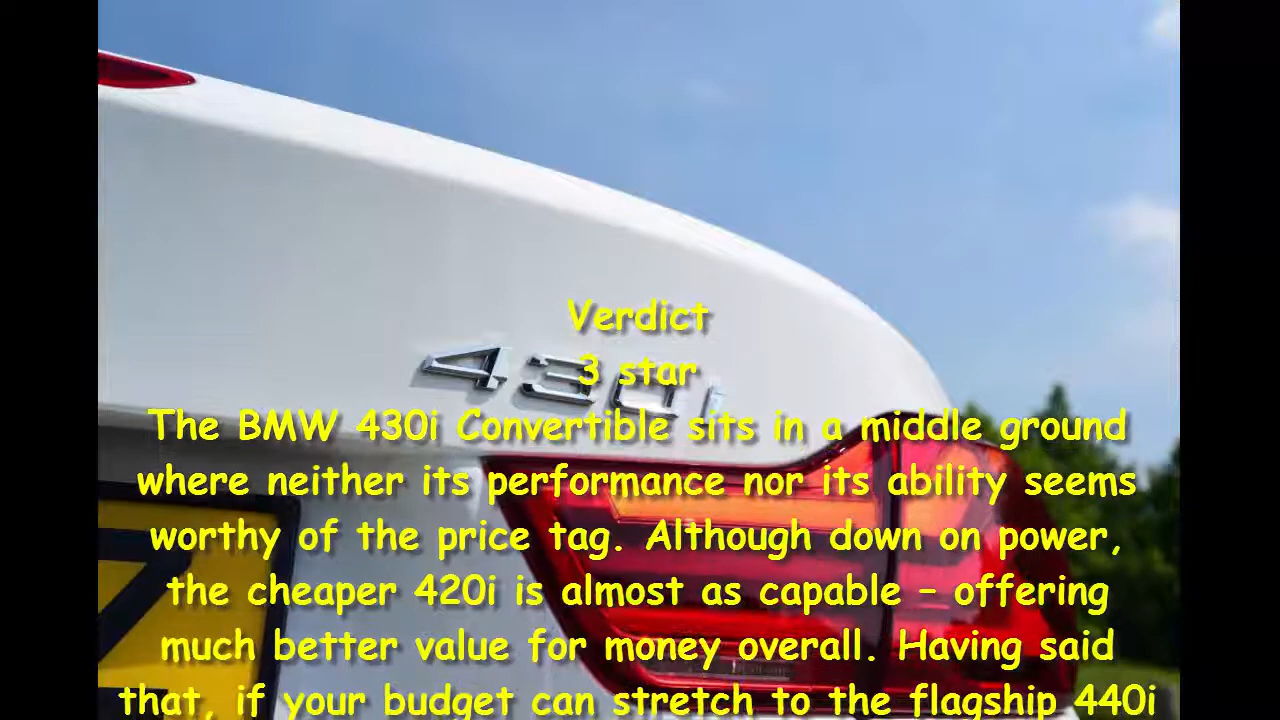 Verdict
430i
3 star
The BMW 430i Convertible sits in a middle ground
where neither its performance nor its ability seems
worthy of the price tag. Although down on power,
the cheaper 420i is almost as capable – offering
much better value for money overall. Having said
that, if your budget can stretch to the flagship 440i